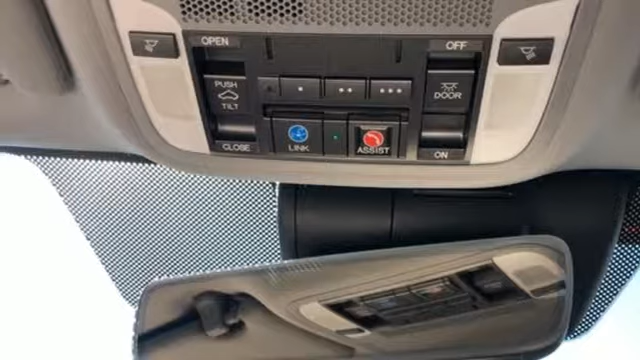 OPEN
OFF
PUSH
TILT
DOOR
LINK
ASSIST
CLOSE
ON